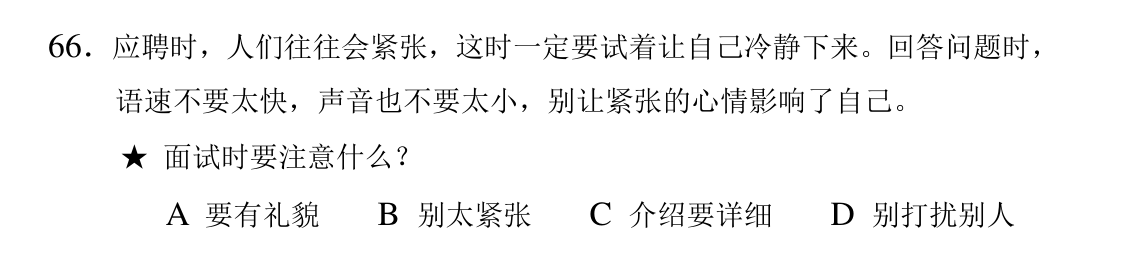 66．应聘时，人们往往会紧张，这时一定要试着让自己冷静下来。回答问题时，
语速不要太快，声音也不要太小，别让紧张的心情影响了自己。
★ 面试时要注意什么？
A 要有礼貌 B 别太紧张 C 介绍要详细 D 别打扰别人